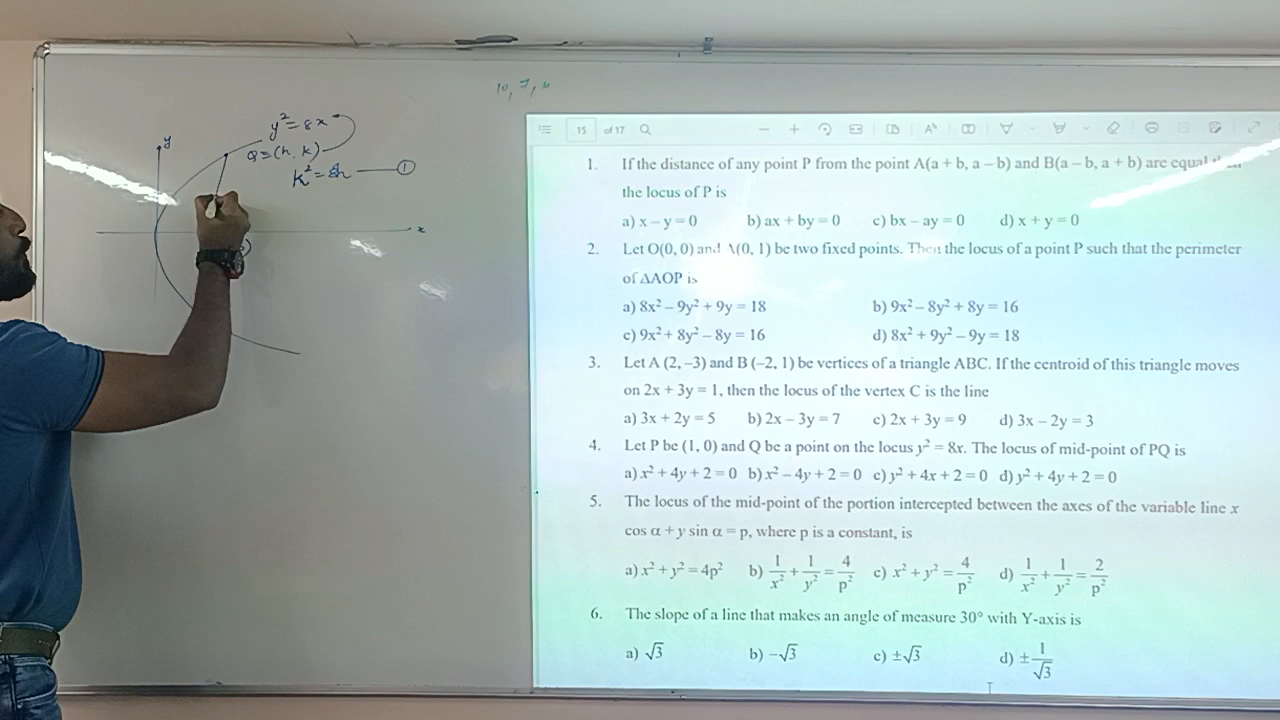 10, 7, 6
y
y² = 8x
Q ≡ (h, k)
k² = 8h — ①
x
15 of 17
1. If the distance of any point P from the point A(a + b, a – b) and B(a – b, a + b) are equal
the locus of P is
a) x – y = 0 b) ax + by = 0 c) bx – ay = 0 d) x + y = 0
2. Let O(0, 0) and A(0, 1) be two fixed points. Then the locus of a point P such that the perimeter
of ΔAOP is
a) 8x² – 9y² + 9y = 18 b) 9x² – 8y² + 8y = 16
c) 9x² + 8y² – 8y = 16 d) 8x² + 9y² – 9y = 18
3. Let A (2, –3) and B (–2, 1) be vertices of a triangle ABC. If the centroid of this triangle moves
on 2x + 3y = 1, then the locus of the vertex C is the line
a) 3x + 2y = 5 b) 2x – 3y = 7 c) 2x + 3y = 9 d) 3x – 2y = 3
4. Let P be (1, 0) and Q be a point on the locus y² = 8x. The locus of mid-point of PQ is
a) x² + 4y + 2 = 0 b) x² – 4y + 2 = 0 c) y² + 4x + 2 = 0 d) y² + 4y + 2 = 0
5. The locus of the mid-point of the portion intercepted between the axes of the variable line x
cos α + y sin α = p, where p is a constant, is
a) x² + y² = 4p² b) 1/x² + 1/y² = 4/p² c) x² + y² = 4/p² d) 1/x² + 1/y² = 2/p²
6. The slope of a line that makes an angle of measure 30° with Y-axis is
a) √3 b) –√3 c) ±√3 d) ± 1/√3